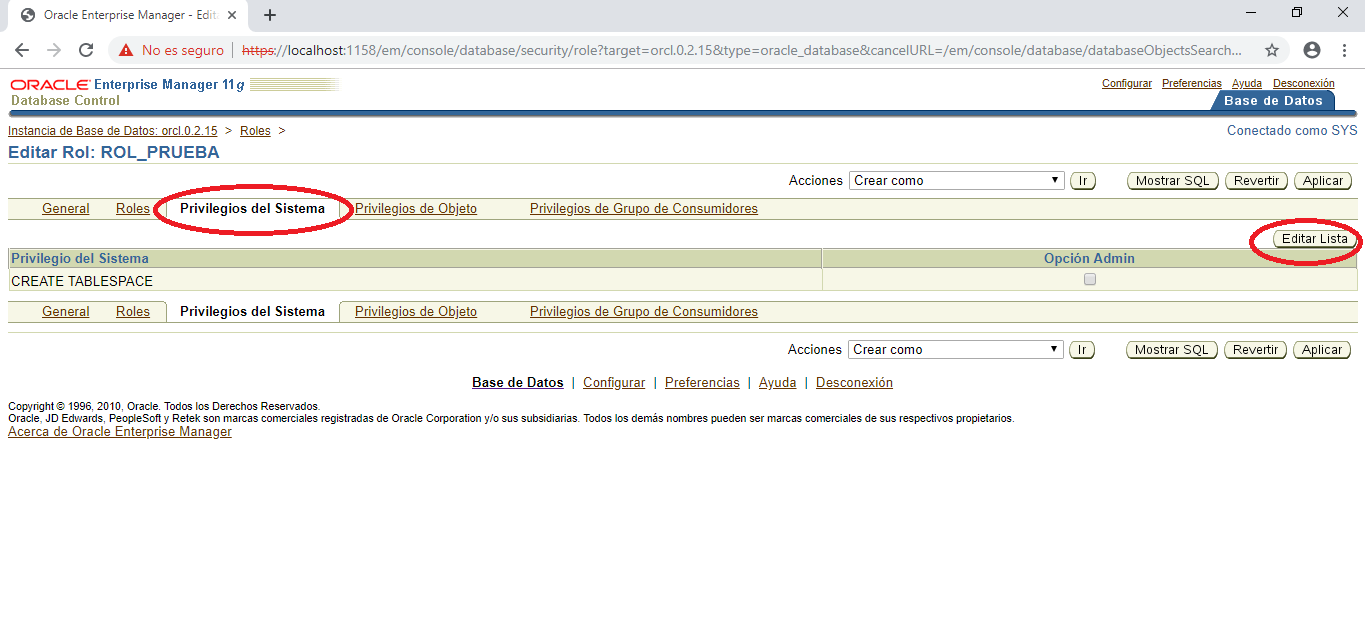 Oracle Enterprise Manager - Edit
No es seguro | https://localhost:1158/em/console/database/security/role?target=orcl.0.2.15&type=oracle_database&cancelURL=/em/console/database/databaseObjectsSearch...
ORACLE Enterprise Manager 11g
Database Control
Configurar Preferencias Ayuda Desconexión
Base de Datos
Instancia de Base de Datos: orcl.0.2.15 > Roles >
Conectado como SYS
Editar Rol: ROL_PRUEBA
Acciones Crear como Ir Mostrar SQL Revertir Aplicar
General Roles Privilegios del Sistema Privilegios de Objeto Privilegios de Grupo de Consumidores
Editar Lista
Privilegio del Sistema Opción Admin
CREATE TABLESPACE
General Roles Privilegios del Sistema Privilegios de Objeto Privilegios de Grupo de Consumidores
Acciones Crear como Ir Mostrar SQL Revertir Aplicar
Base de Datos | Configurar | Preferencias | Ayuda | Desconexión
Copyright © 1996, 2010, Oracle. Todos los Derechos Reservados.
Oracle, JD Edwards, PeopleSoft y Retek son marcas comerciales registradas de Oracle Corporation y/o sus subsidiarias. Todos los demás nombres pueden ser marcas comerciales de sus respectivos propietarios.
Acerca de Oracle Enterprise Manager